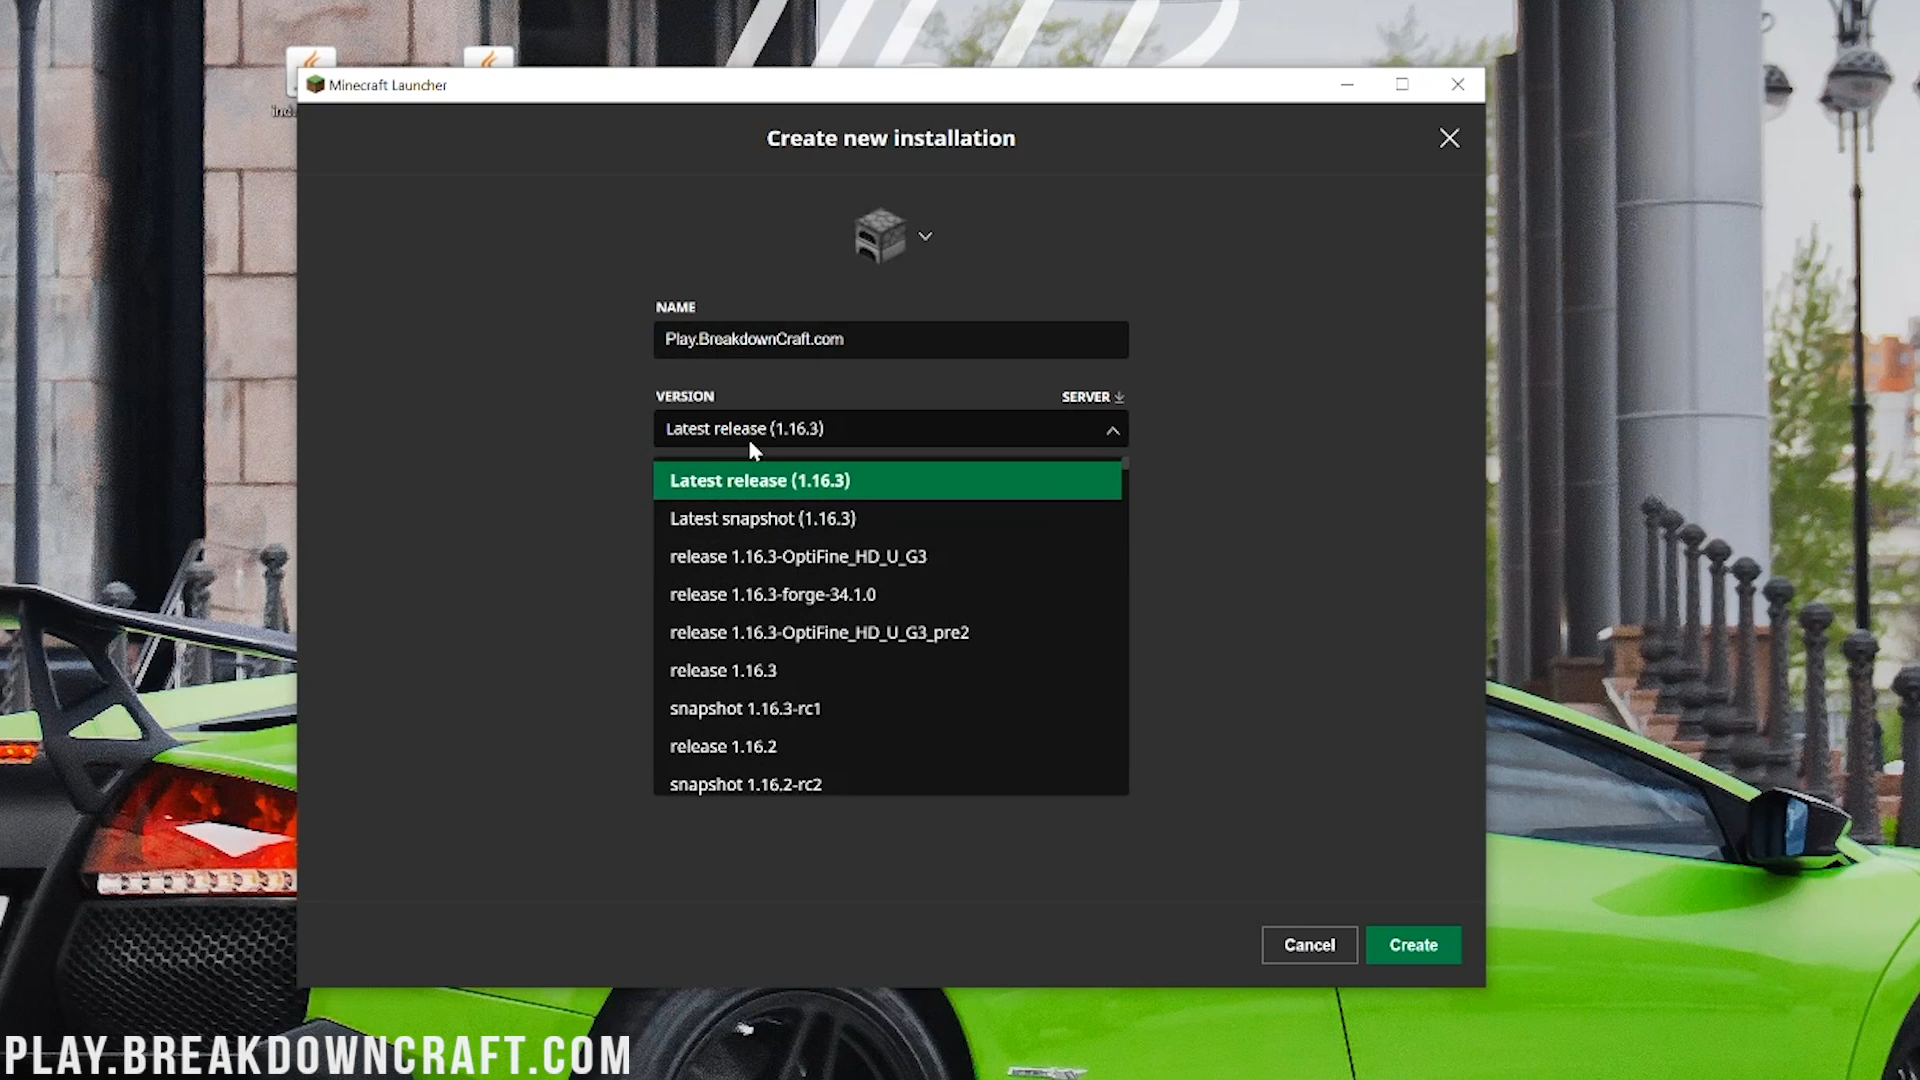 Minecraft Launcher
Create new installation
NAME
Play.BreakdownCraft.com
VERSION
SERVER
Latest release (1.16.3)
Latest release (1.16.3)
Latest snapshot (1.16.3)
release 1.16.3-OptiFine_HD_U_G3
release 1.16.3-forge-34.1.0
release 1.16.3-OptiFine_HD_U_G3_pre2
release 1.16.3
snapshot 1.16.3-rc1
release 1.16.2
snapshot 1.16.2-rc2
Cancel
Create
PLAY.BREAKDOWNCRAFT.COM